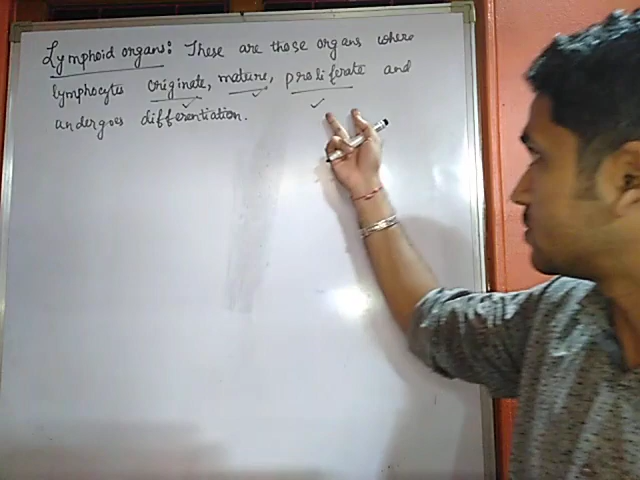 Lymphoid organs: These are those organs where
lymphocytes originate, mature, proliferate and
undergoes differentiation.